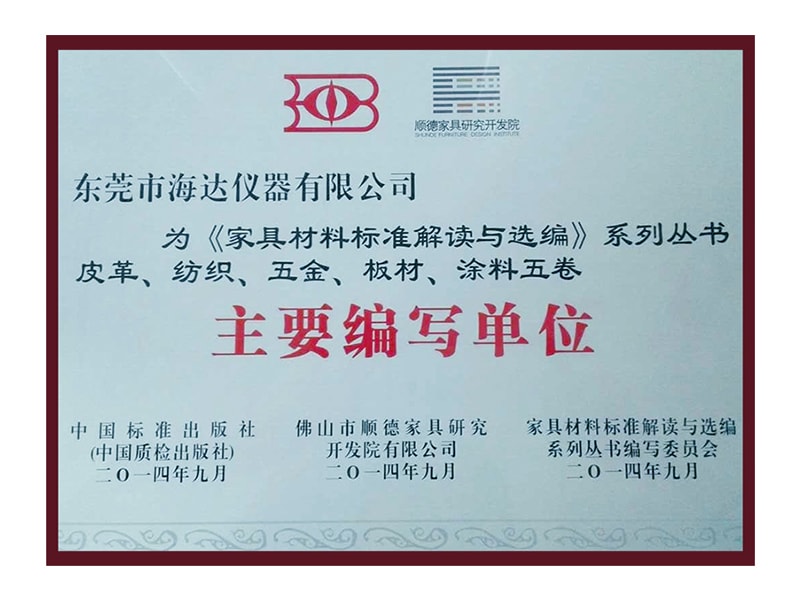 顺德家具研究开发院
SHUNDE FURNITURE DESIGN INSTITUTE
东莞市海达仪器有限公司
为《家具材料标准解读与选编》系列丛书
皮革、纺织、五金、板材、涂料五卷
主要编写单位
中国标准出版社
(中国质检出版社)
二〇一四年九月
佛山市顺德家具研究
开发院有限公司
二〇一四年九月
家具材料标准解读与选编
系列丛书编写委员会
二〇一四年九月